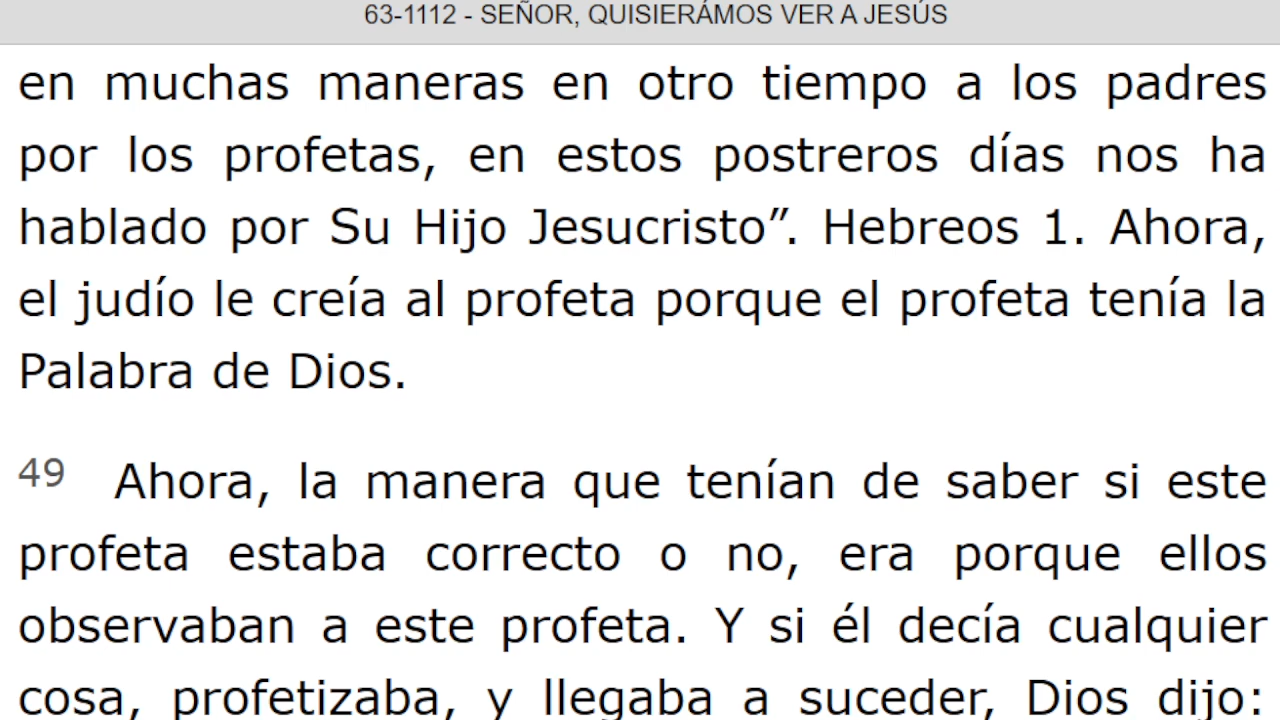 63-1112 - SEÑOR, QUISIERÁMOS VER A JESÚS
en muchas maneras en otro tiempo a los padres
por los profetas, en estos postreros días nos ha
hablado por Su Hijo Jesucristo”. Hebreos 1. Ahora,
el judío le creía al profeta porque el profeta tenía la
Palabra de Dios.
49 Ahora, la manera que tenían de saber si este
profeta estaba correcto o no, era porque ellos
observaban a este profeta. Y si él decía cualquier
cosa, profetizaba, y llegaba a suceder, Dios dijo: